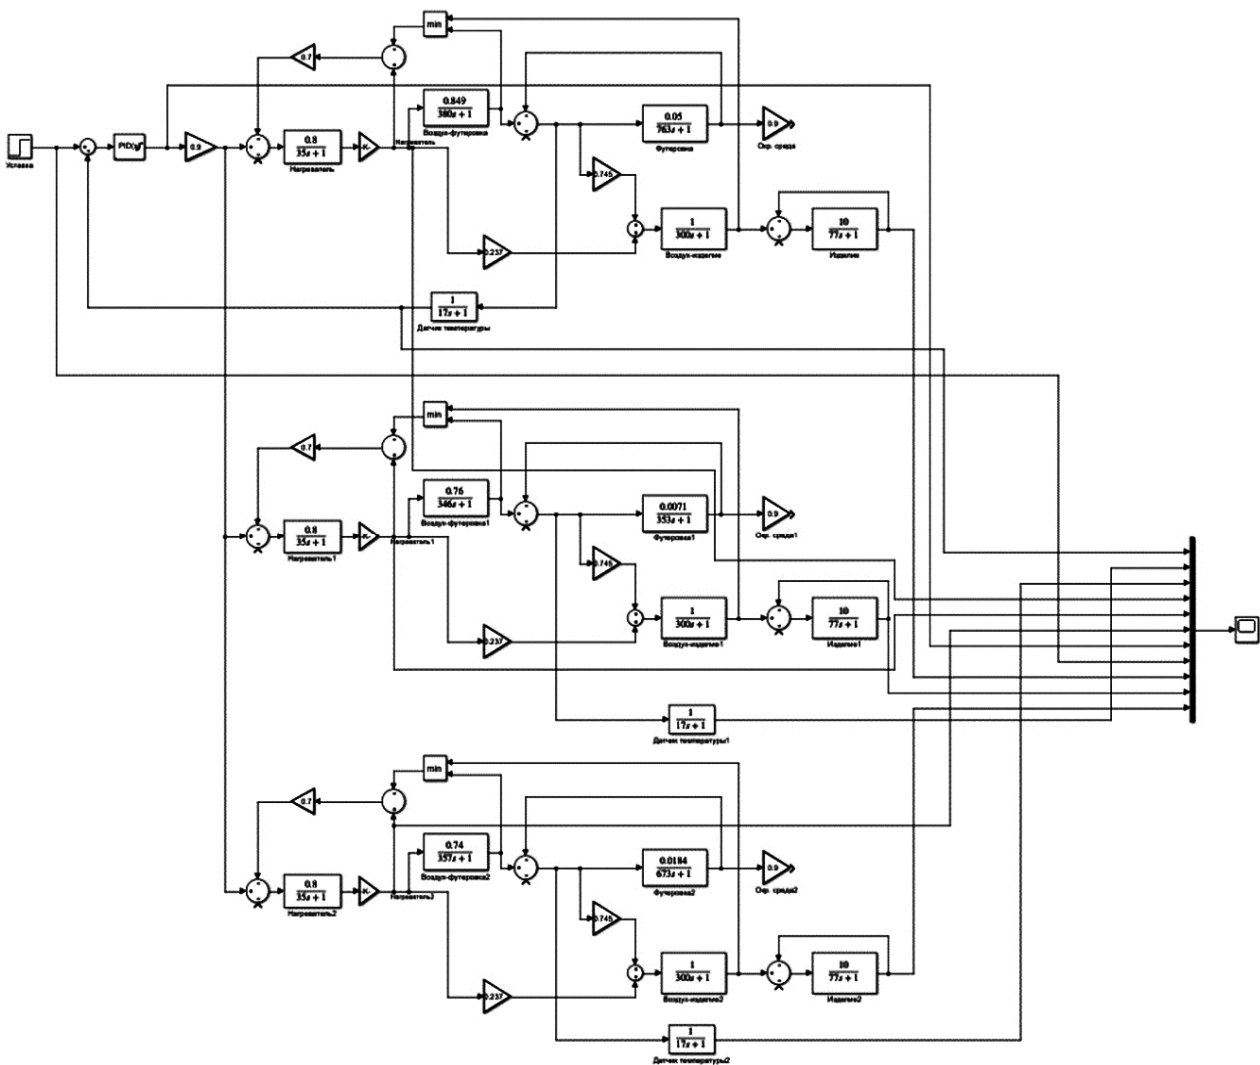 min
0.7
0.849
380s + 1
Воздух-футеровка
0.05
763s + 1
Футеровка
0.9
Окр. среда
Уставка
PID(s)
0.9
0.8
35s + 1
Нагреватель
-K-
Нагреватель
0.745
1
300s + 1
Воздух-изделие
10
77s + 1
Изделие
0.237
1
17s + 1
Датчик температуры
min
0.7
0.76
346s + 1
Воздух-футеровка1
0.0071
353s + 1
Футеровка1
0.9
Окр. среда1
0.8
35s + 1
Нагреватель1
-K-
Нагреватель1
0.745
1
300s + 1
Воздух-изделие1
10
77s + 1
Изделие1
0.237
1
17s + 1
Датчик температуры1
min
0.7
0.74
357s + 1
Воздух-футеровка2
0.0184
673s + 1
Футеровка2
0.9
Окр. среда2
0.8
35s + 1
Нагреватель2
-K-
Нагреватель2
0.745
1
300s + 1
Воздух-изделие2
10
77s + 1
Изделие2
0.237
1
17s + 1
Датчик температуры2